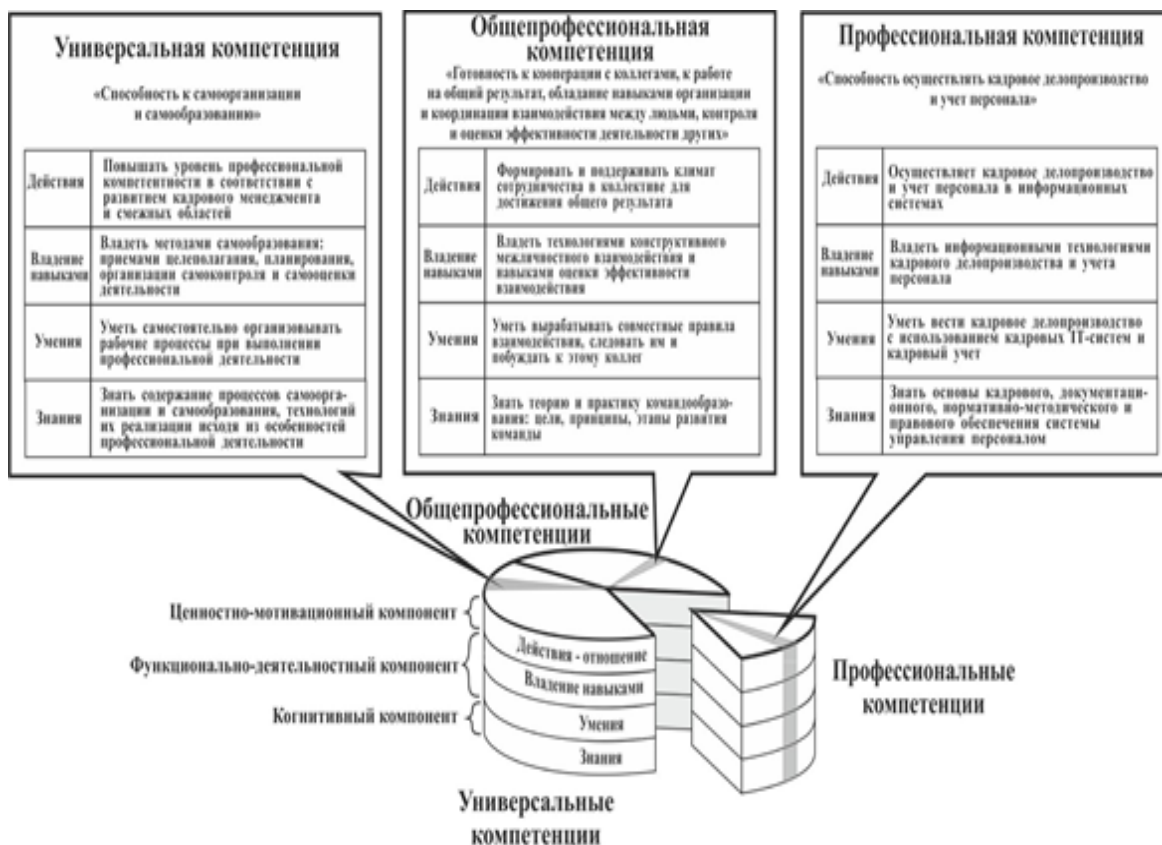 Универсальная компетенция
«Способность к самоорганизации
и самообразованию»
Действия
Повышать уровень профессиональной
компетентности в соответствии с
развитием кадрового менеджмента
и смежных областей
Владение
навыками
Владеть методами самообразования:
приемами целеполагания, планирования,
организации самоконтроля и самооценки
деятельности
Умения
Уметь самостоятельно организовывать
рабочие процессы при выполнении
профессиональной деятельности
Знания
Знать содержание процессов самоорга-
низации и самообразования, технологий
их реализации исходя из особенностей
профессиональной деятельности
Общепрофессиональная
компетенция
«Готовность к кооперации с коллегами, к работе
на общий результат, обладание навыками организации
и координации взаимодействия между людьми, контроля
и оценки эффективности деятельности других»
Действия
Формировать и поддерживать климат
сотрудничества в коллективе для
достижения общего результата
Владение
навыками
Владеть технологиями конструктивного
межличностного взаимодействия и
навыками оценки эффективности
взаимодействия
Умения
Уметь вырабатывать совместные правила
взаимодействия, следовать им и
побуждать к этому коллег
Знания
Знать теорию и практику командообразо-
вания: цели, принципы, этапы развития
команды
Профессиональная компетенция
«Способность осуществлять кадровое делопроизводство
и учет персонала»
Действия
Осуществляет кадровое делопроизводство
и учет персонала в информационных
системах
Владение
навыками
Владеть информационными технологиями
кадрового делопроизводства и учета
персонала
Умения
Уметь вести кадровое делопроизводство
с использованием кадровых IT-систем и
кадровый учет
Знания
Знать основы кадрового, документаци-
онного, нормативно-методического и
правового обеспечения системы
управления персоналом
Общепрофессиональные
компетенции
Ценностно-мотивационный компонент
Функционально-деятельностный компонент
Когнитивный компонент
Действия - отношение
Владение навыками
Умения
Знания
Профессиональные
компетенции
Универсальные
компетенции